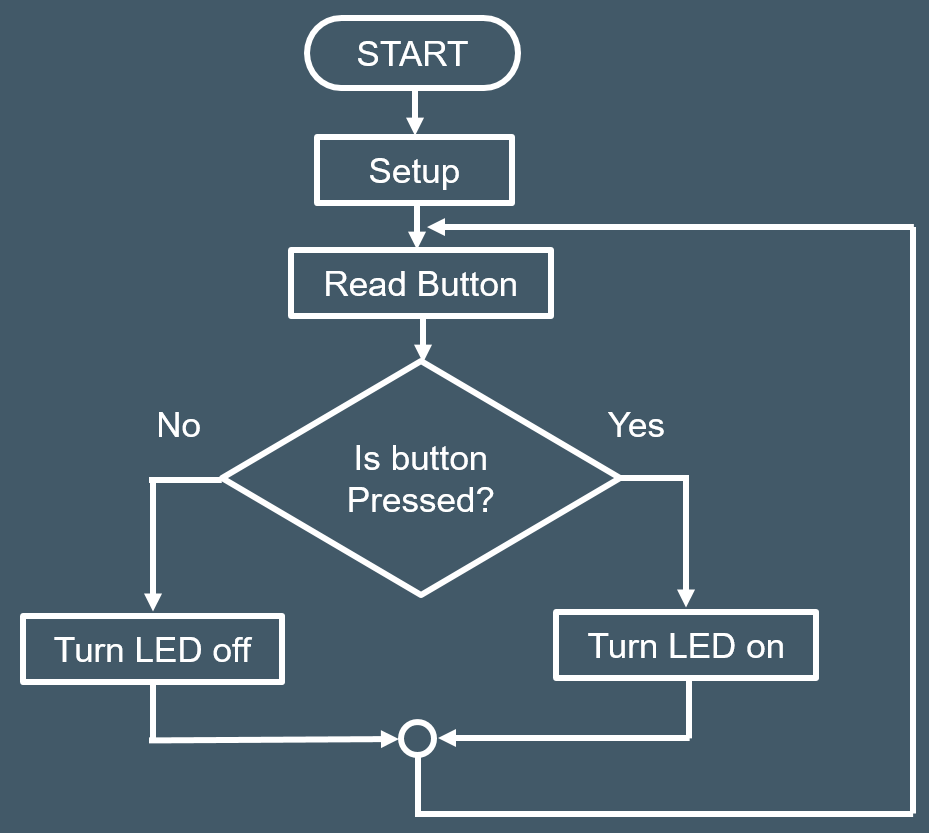 START
Setup
Read Button
No
Yes
Is button
Pressed?
Turn LED off
Turn LED on